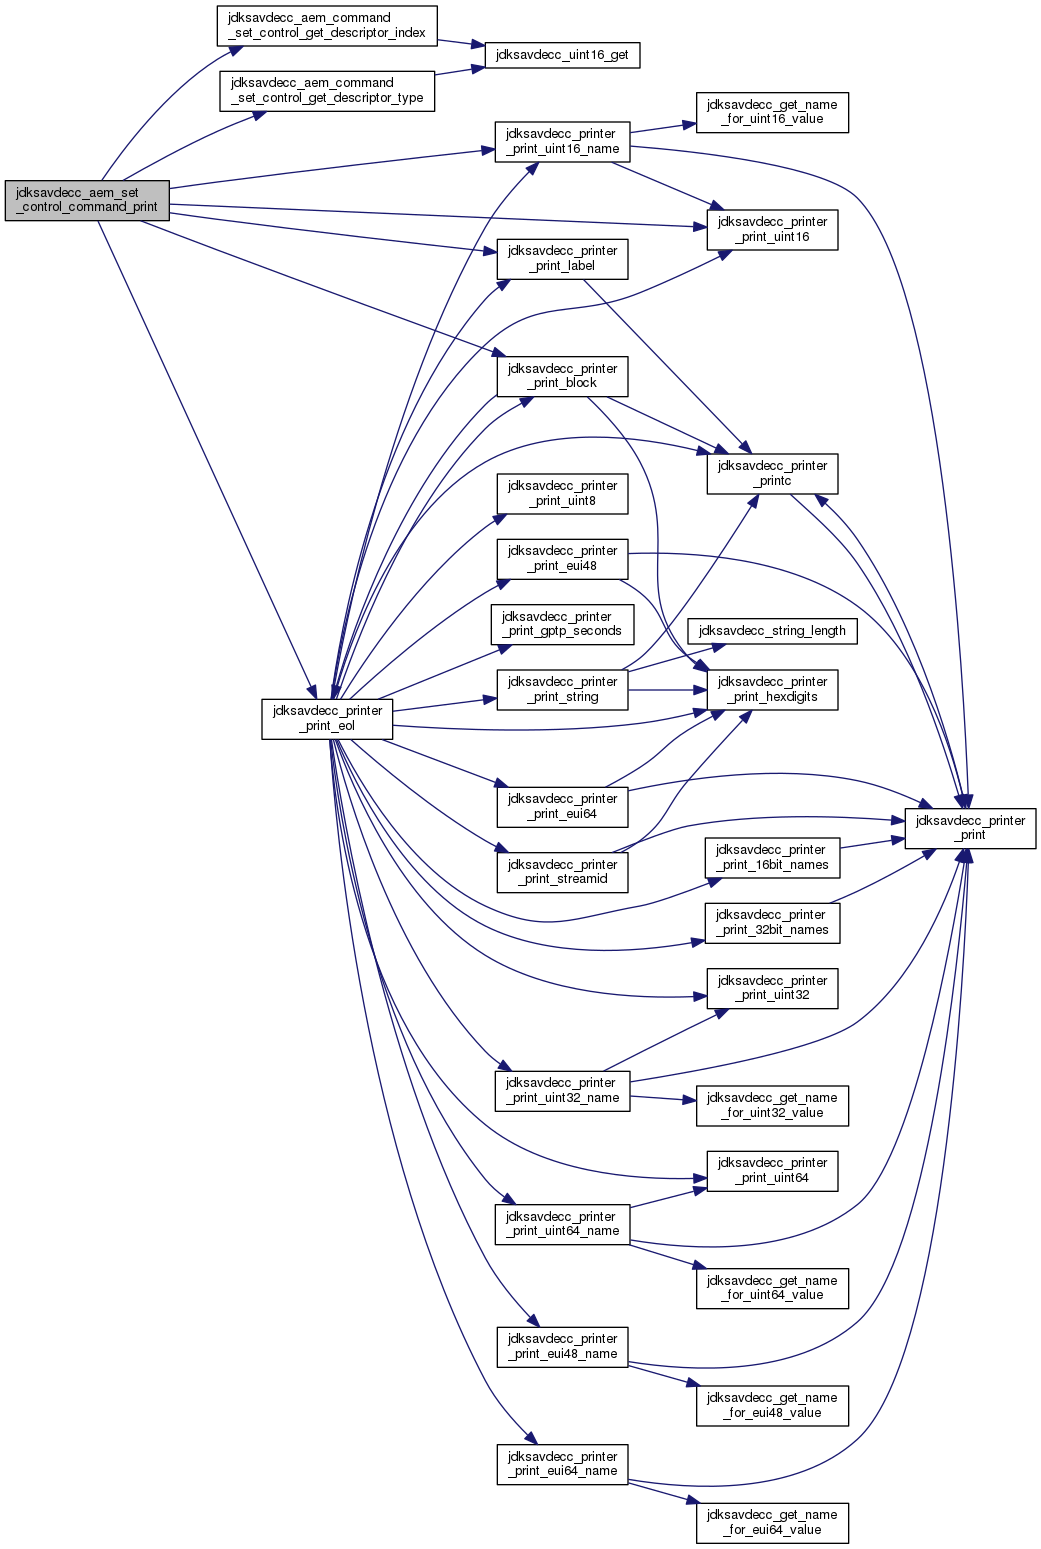 jdksavdecc_aem_command
_set_control_get_descriptor_index
jdksavdecc_uint16_get
jdksavdecc_aem_command
_set_control_get_descriptor_type
jdksavdecc_get_name
_for_uint16_value
jdksavdecc_printer
_print_uint16_name
jdksavdecc_aem_set
_control_command_print
jdksavdecc_printer
_print_uint16
jdksavdecc_printer
_print_label
jdksavdecc_printer
_print_block
jdksavdecc_printer
_printc
jdksavdecc_printer
_print_uint8
jdksavdecc_printer
_print_eui48
jdksavdecc_printer
_print_gptp_seconds
jdksavdecc_string_length
jdksavdecc_printer
_print_string
jdksavdecc_printer
_print_hexdigits
jdksavdecc_printer
_print_eol
jdksavdecc_printer
_print_eui64
jdksavdecc_printer
_print
jdksavdecc_printer
_print_16bit_names
jdksavdecc_printer
_print_streamid
jdksavdecc_printer
_print_32bit_names
jdksavdecc_printer
_print_uint32
jdksavdecc_printer
_print_uint32_name
jdksavdecc_get_name
_for_uint32_value
jdksavdecc_printer
_print_uint64
jdksavdecc_printer
_print_uint64_name
jdksavdecc_get_name
_for_uint64_value
jdksavdecc_printer
_print_eui48_name
jdksavdecc_get_name
_for_eui48_value
jdksavdecc_printer
_print_eui64_name
jdksavdecc_get_name
_for_eui64_value